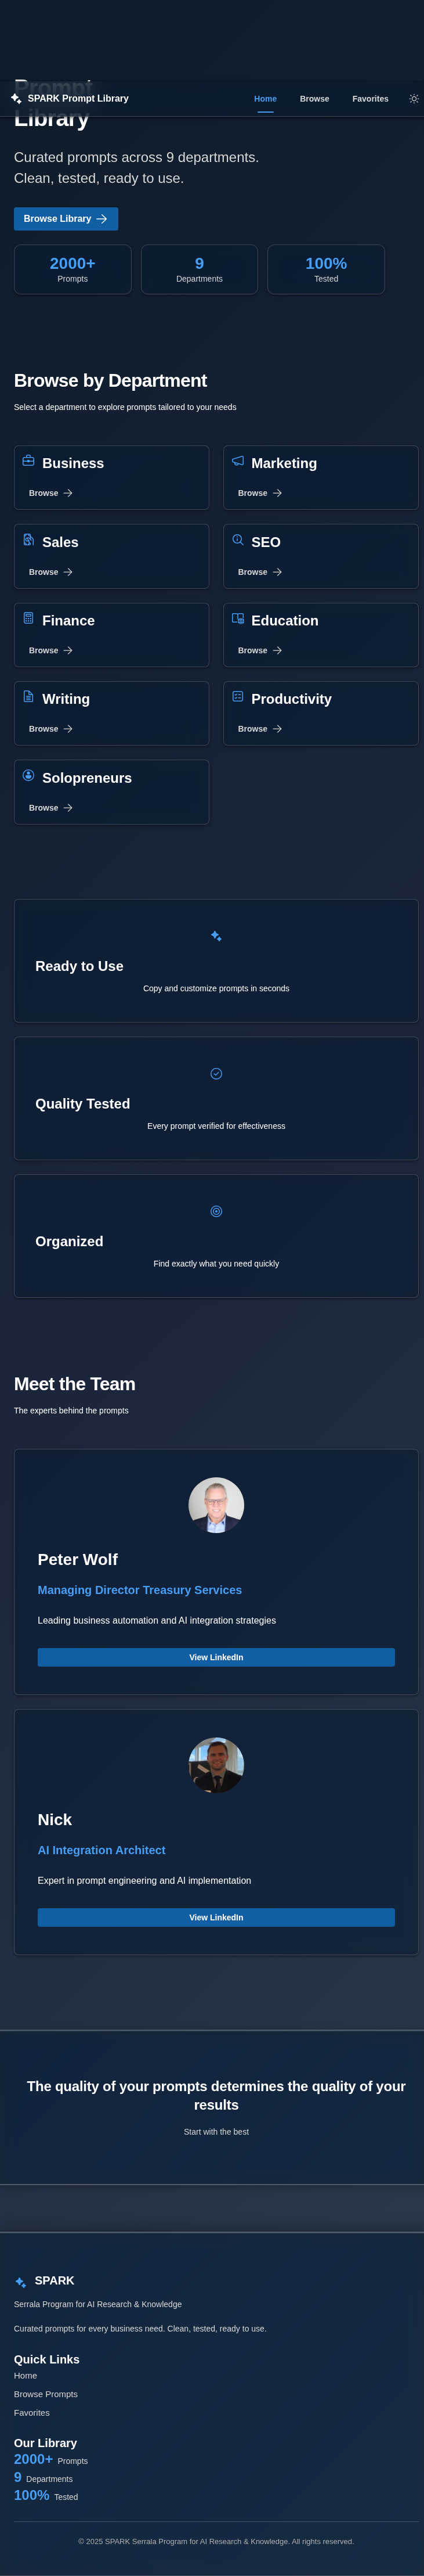 Prompt
SPARK Prompt Library
Home
Browse
Favorites
Library
Curated prompts across 9 departments.
Clean, tested, ready to use.
Browse Library
2000+
Prompts
9
Departments
100%
Tested
Browse by Department
Select a department to explore prompts tailored to your needs
Business
Browse
Marketing
Browse
Sales
Browse
SEO
Browse
Finance
Browse
Education
Browse
Writing
Browse
Productivity
Browse
Solopreneurs
Browse
Ready to Use
Copy and customize prompts in seconds
Quality Tested
Every prompt verified for effectiveness
Organized
Find exactly what you need quickly
Meet the Team
The experts behind the prompts
Peter Wolf
Managing Director Treasury Services
Leading business automation and AI integration strategies
View LinkedIn
Nick
AI Integration Architect
Expert in prompt engineering and AI implementation
View LinkedIn
The quality of your prompts determines the quality of your
results
Start with the best
SPARK
Serrala Program for AI Research & Knowledge
Curated prompts for every business need. Clean, tested, ready to use.
Quick Links
Home
Browse Prompts
Favorites
Our Library
2000+ Prompts
9 Departments
100% Tested
© 2025 SPARK Serrala Program for AI Research & Knowledge. All rights reserved.